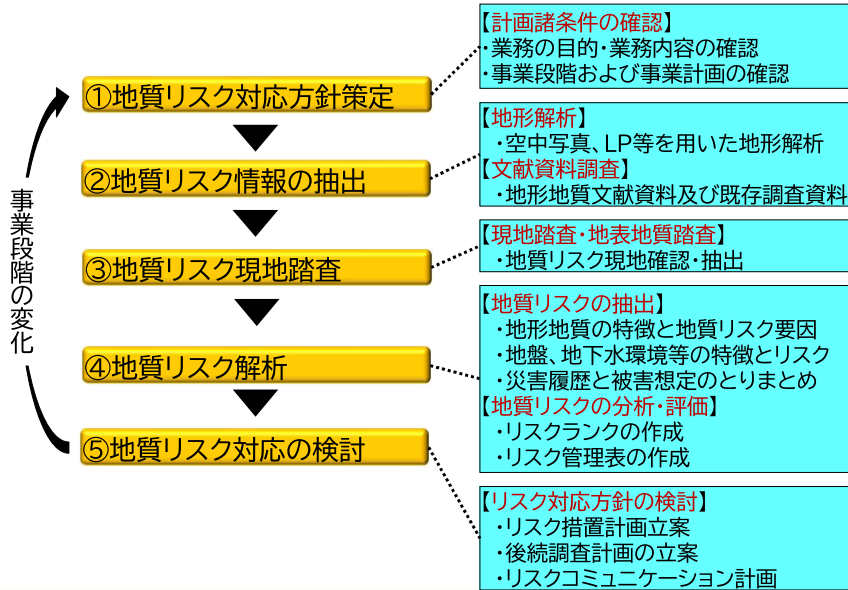 ①地質リスク対応方針策定
【計画諸条件の確認】
・業務の目的・業務内容の確認
・事業段階および事業計画の確認
②地質リスク情報の抽出
【地形解析】
・空中写真、LP等を用いた地形解析
【文献資料調査】
・地形地質文献資料及び既存調査資料
③地質リスク現地踏査
【現地踏査・地表地質踏査】
・地質リスク現地確認・抽出
④地質リスク解析
【地質リスクの抽出】
・地形地質の特徴と地質リスク要因
・地盤、地下水環境等の特徴とリスク
・災害履歴と被害想定のとりまとめ
【地質リスクの分析・評価】
・リスクランクの作成
・リスク管理表の作成
⑤地質リスク対応の検討
【リスク対応方針の検討】
・リスク措置計画立案
・後続調査計画の立案
・リスクコミュニケーション計画
事業段階の変化